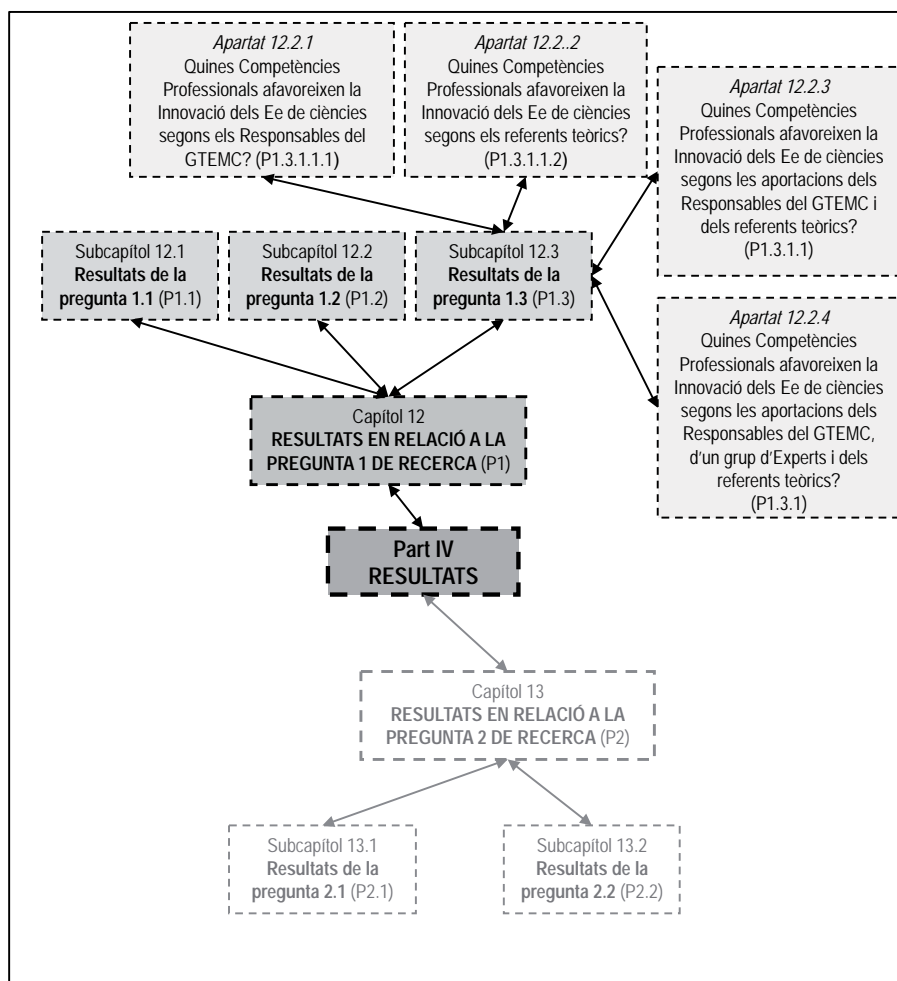 Apartat 12.2.1
Quines Competències
Professionals afavoreixen la
Innovació dels Ee de ciències
segons els Responsables del
GTEMC? (P1.3.1.1.1)
Apartat 12.2..2
Quines Competències
Professionals afavoreixen la
Innovació dels Ee de ciències
segons els referents teòrics?
(P1.3.1.1.2)
Apartat 12.2.3
Quines Competències
Professionals afavoreixen la
Innovació dels Ee de ciències
segons les aportacions dels
Responsables del GTEMC i
dels referents teòrics?
(P1.3.1.1)
Subcapítol 12.1
Resultats de la
pregunta 1.1 (P1.1)
Subcapítol 12.2
Resultats de la
pregunta 1.2 (P1.2)
Subcapítol 12.3
Resultats de la
pregunta 1.3 (P1.3)
Apartat 12.2.4
Quines Competències
Professionals afavoreixen la
Innovació dels Ee de ciències
segons les aportacions dels
Responsables del GTEMC,
d'un grup d'Experts i dels
referents teòrics?
(P1.3.1)
Capítol 12
RESULTATS EN RELACIÓ A LA
PREGUNTA 1 DE RECERCA (P1)
Part IV
RESULTATS
Capítol 13
RESULTATS EN RELACIÓ A LA
PREGUNTA 2 DE RECERCA (P2)
Subcapítol 13.1
Resultats de la
pregunta 2.1 (P2.1)
Subcapítol 13.2
Resultats de la
pregunta 2.2 (P2.2)